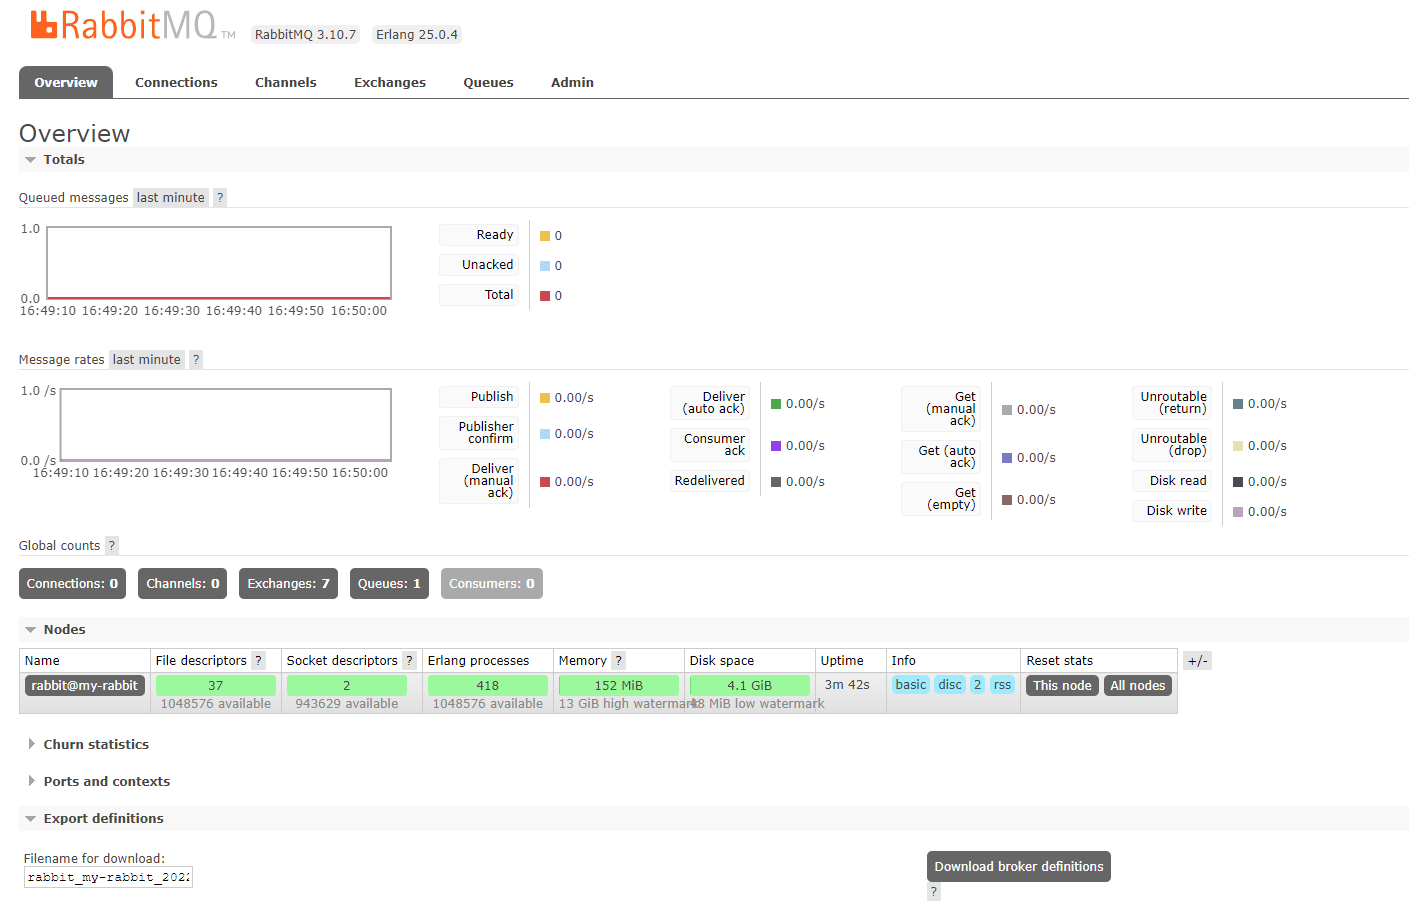 RabbitMQ TM RabbitMQ 3.10.7 Erlang 25.0.4
Overview Connections Channels Exchanges Queues Admin
Overview
Totals
Queued messages last minute ?
1.0
0.0
16:49:10 16:49:20 16:49:30 16:49:40 16:49:50 16:50:00
Ready 0
Unacked 0
Total 0
Message rates last minute ?
1.0 /s
0.0 /s
16:49:10 16:49:20 16:49:30 16:49:40 16:49:50 16:50:00
Publish 0.00/s
Publisher
confirm 0.00/s
Deliver
(manual
ack) 0.00/s
Deliver
(auto ack) 0.00/s
Consumer
ack 0.00/s
Redelivered 0.00/s
Get
(manual
ack) 0.00/s
Get (auto
ack) 0.00/s
Get
(empty) 0.00/s
Unroutable
(return) 0.00/s
Unroutable
(drop) 0.00/s
Disk read 0.00/s
Disk write 0.00/s
Global counts ?
Connections: 0 Channels: 0 Exchanges: 7 Queues: 1 Consumers: 0
Nodes
Name File descriptors ? Socket descriptors ? Erlang processes Memory ? Disk space Uptime Info Reset stats +/-
rabbit@my-rabbit 37 2 418 152 MiB 4.1 GiB 3m 42s basic disc 2 rss This node All nodes
1048576 available 943629 available 1048576 available 13 GiB high watermark 48 MiB low watermark
Churn statistics
Ports and contexts
Export definitions
Filename for download:
rabbit_my-rabbit_2022
Download broker definitions
?